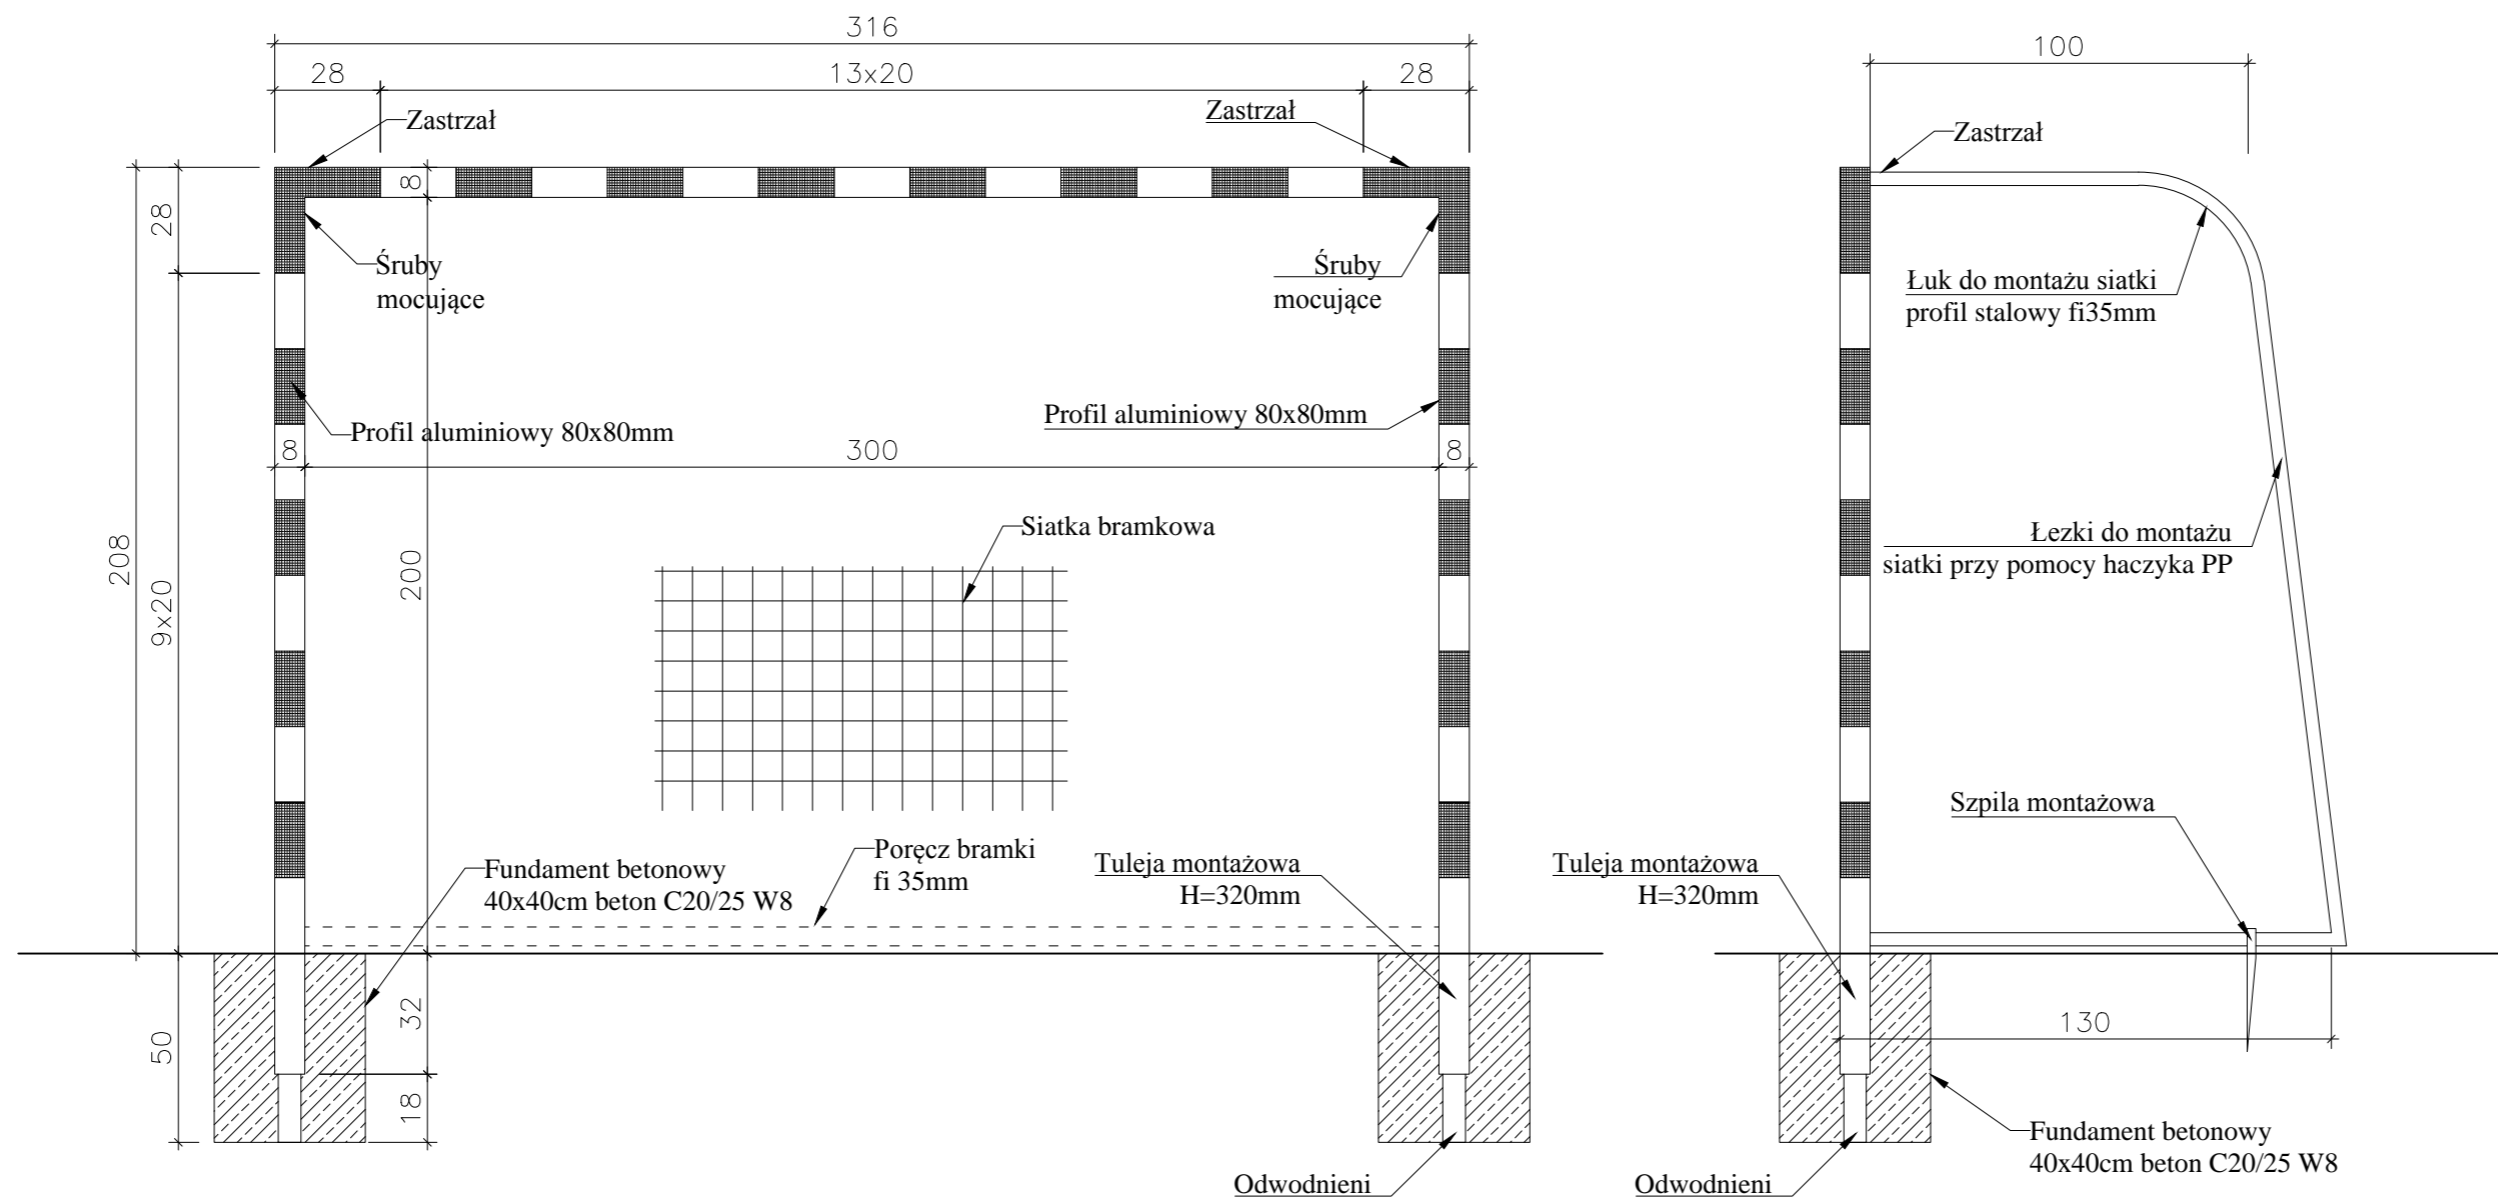 316
100
28
13x20
28
Zastrzał
Zastrzał
Zastrzał
8
28
Śruby
mocujące
Śruby
mocujące
Łuk do montażu siatki
profil stalowy fi35mm
Profil aluminiowy 80x80mm
Profil aluminiowy 80x80mm
8
300
8
Siatka bramkowa
Łezki do montażu
siatki przy pomocy haczyka PP
208
9x20
200
Szpila montażowa
Poręcz bramki
fi 35mm
Fundament betonowy
40x40cm beton C20/25 W8
Tuleja montażowa
H=320mm
Tuleja montażowa
H=320mm
32
50
18
130
Fundament betonowy
40x40cm beton C20/25 W8
Odwodnieni
Odwodnieni